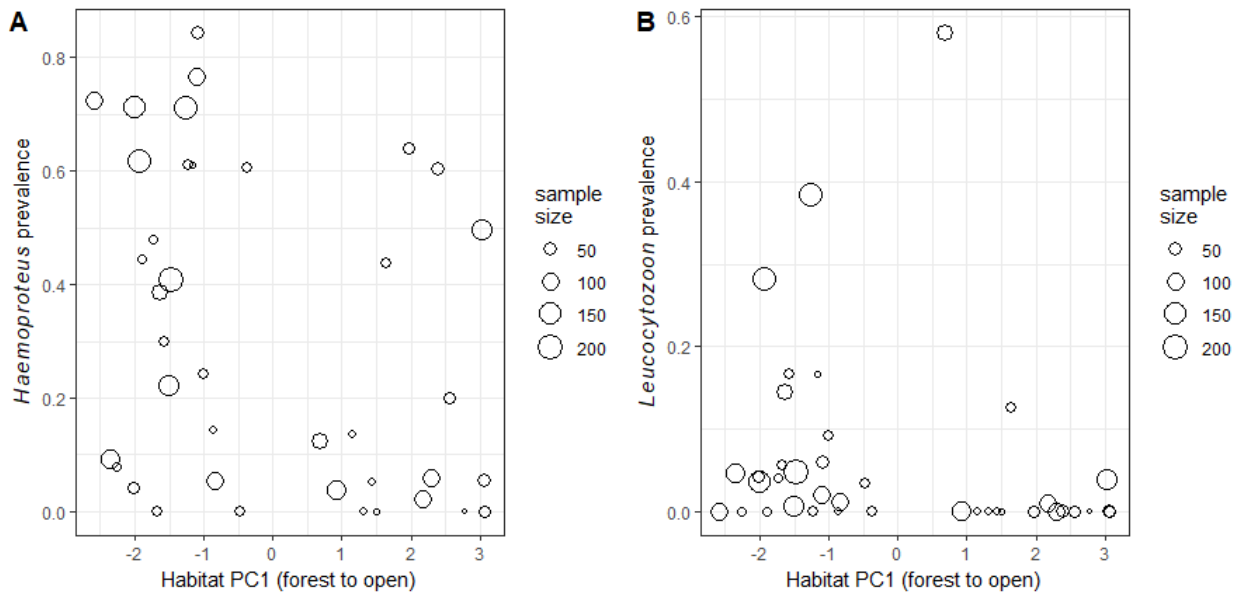 A
Haemoproteus prevalence
0.8
0.6
0.4
0.2
0.0
-2 -1 0 1 2 3
Habitat PC1 (forest to open)
sample
size
50
100
150
200
B
Leucocytozoon prevalence
0.6
0.4
0.2
0.0
-2 -1 0 1 2 3
Habitat PC1 (forest to open)
sample
size
50
100
150
200